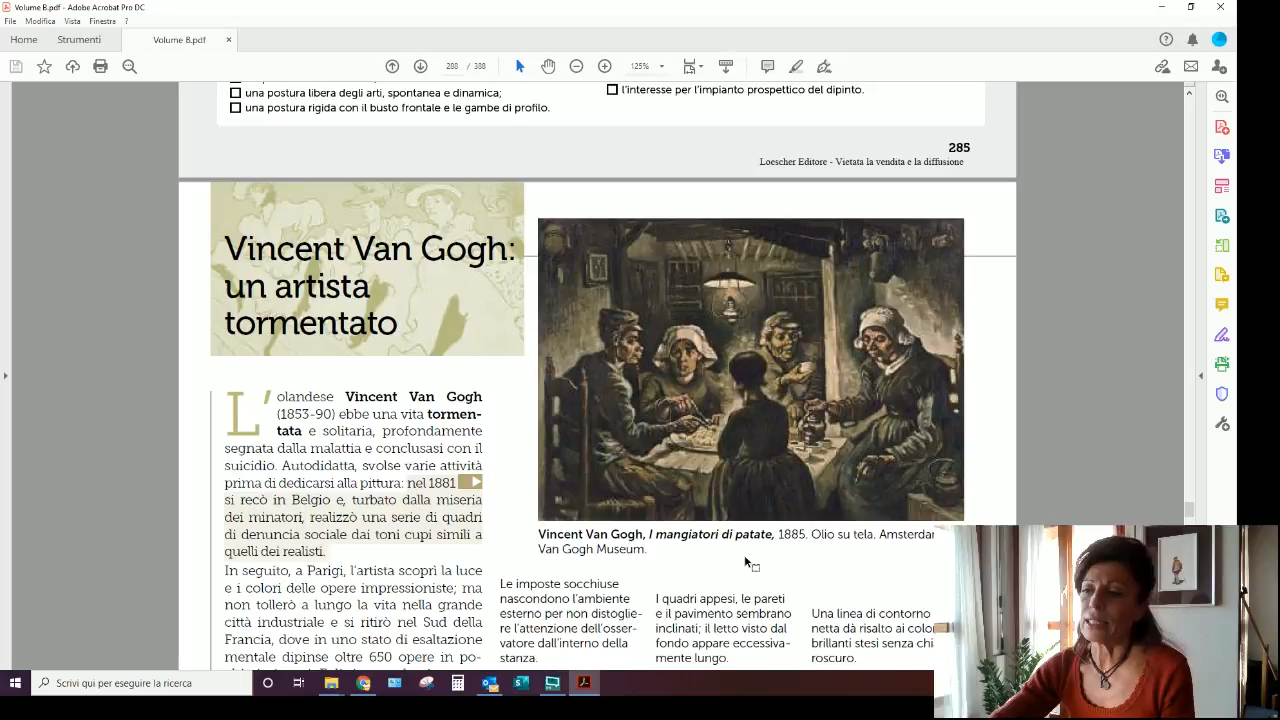 Volume B.pdf - Adobe Acrobat Pro DC
File Modifica Vista Finestra ?
Home Strumenti Volume B.pdf ×
288 / 388 125%
una postura libera degli arti, spontanea e dinamica;
una postura rigida con il busto frontale e le gambe di profilo.
l'interesse per l'impianto prospettico del dipinto.
285
Loescher Editore - Vietata la vendita e la diffusione
Vincent Van Gogh:
un artista
tormentato
L'olandese Vincent Van Gogh
(1853-90) ebbe una vita tormen-
tata e solitaria, profondamente
segnata dalla malattia e conclusasi con il
suicidio. Autodidatta, svolse varie attività
prima di dedicarsi alla pittura: nel 1881
si recò in Belgio e, turbato dalla miseria
dei minatori, realizzò una serie di quadri
di denuncia sociale dai toni cupi simili a
quelli dei realisti.
In seguito, a Parigi, l'artista scoprì la luce
e i colori delle opere impressioniste; ma
non tollerò a lungo la vita nella grande
città industriale e si ritirò nel Sud della
Francia, dove in uno stato di esaltazione
mentale dipinse oltre 650 opere in po-
Vincent Van Gogh, I mangiatori di patate, 1885. Olio su tela. Amsterdam
Van Gogh Museum.
Le imposte socchiuse
nascondono l'ambiente
esterno per non distoglie-
re l'attenzione dell'osser-
vatore dall'interno della
stanza.
I quadri appesi, le pareti
e il pavimento sembrano
inclinati; il letto visto dal
fondo appare eccessiva-
mente lungo.
Una linea di contorno
netta dà risalto ai colo
brillanti stesi senza chi
roscuro.
Scrivi qui per eseguire la ricerca